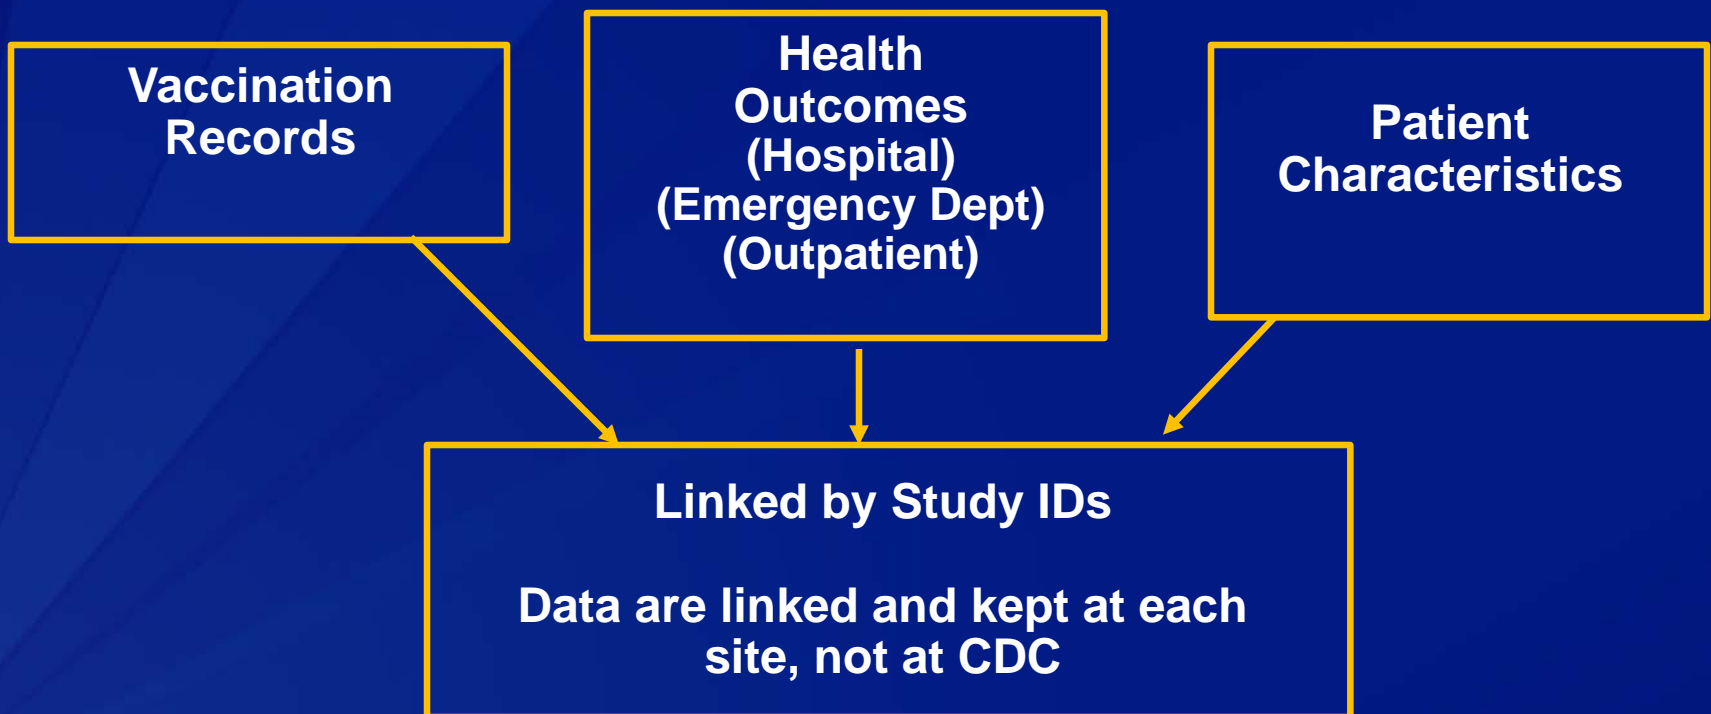 Vaccination
Records
Health
Outcomes
(Hospital)
(Emergency Dept)
(Outpatient)
Patient
Characteristics
Linked by Study IDs
Data are linked and kept at each
site, not at CDC